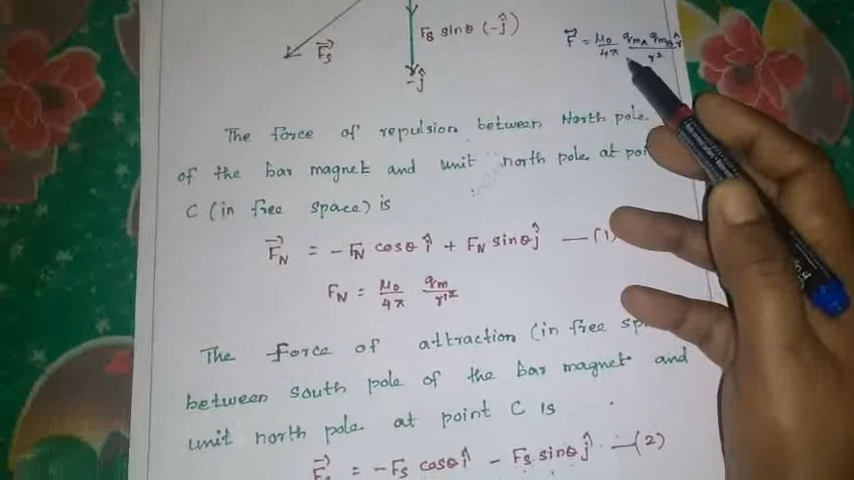 F⃗s
Fs sinθ (-ĵ)
-ĵ
F⃗ = μ0/4π qmA qmB/r² r̂
The force of repulsion between North pole
of the bar magnet and unit north pole at
C (in free space) is
F⃗N = -FN cosθ î + FN sinθ ĵ —(1)
FN = μ0/4π qm/r'²
The Force of attraction (in free
between south pole of the bar magnet and
unit north pole at point C is
= -Fs cosθ î - Fs sinθ ĵ —(2)